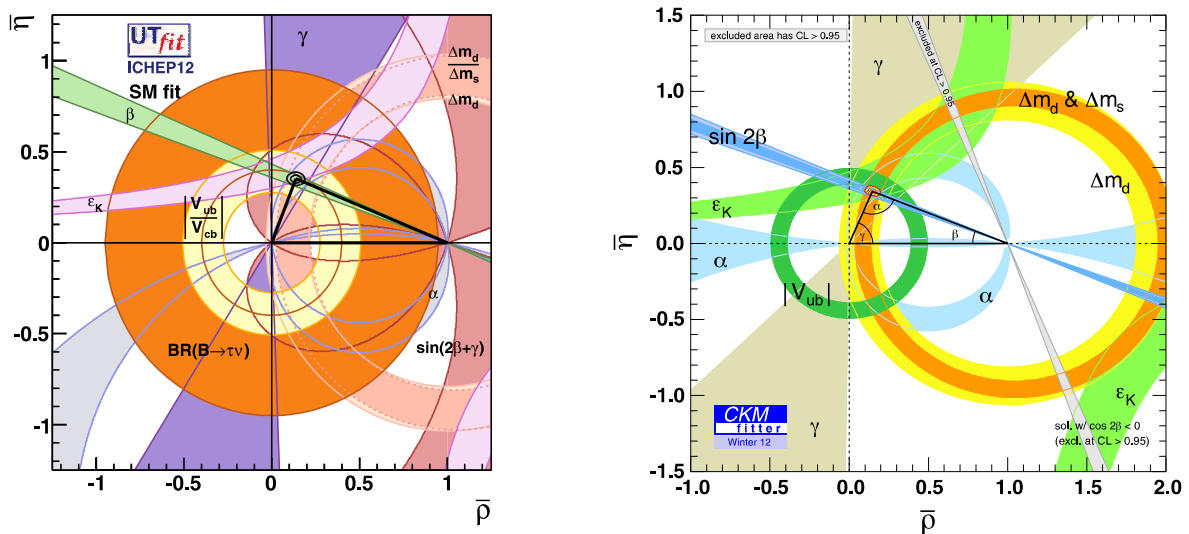 η̅
UTfit
ICHEP12
SM fit
γ
Δm_d
Δm_s
Δm_d
β
ε_K
|V_ub/V_cb|
α
BR(B→τν)
sin(2β+γ)
1
0.5
0
-0.5
-1
-1
-0.5
0
0.5
1
ρ̅
η̅
excluded area has CL > 0.95
excluded at CL > 0.95
γ
Δm_d & Δm_s
sin 2β
Δm_d
ε_K
α
α
γ
β
α
|V_ub|
ε_K
CKM
fitter
Winter 12
γ
sol. w/ cos 2β < 0
(excl. at CL > 0.95)
1.5
1.0
0.5
0.0
-0.5
-1.0
-1.5
-1.0
-0.5
0.0
0.5
1.0
1.5
2.0
ρ̅